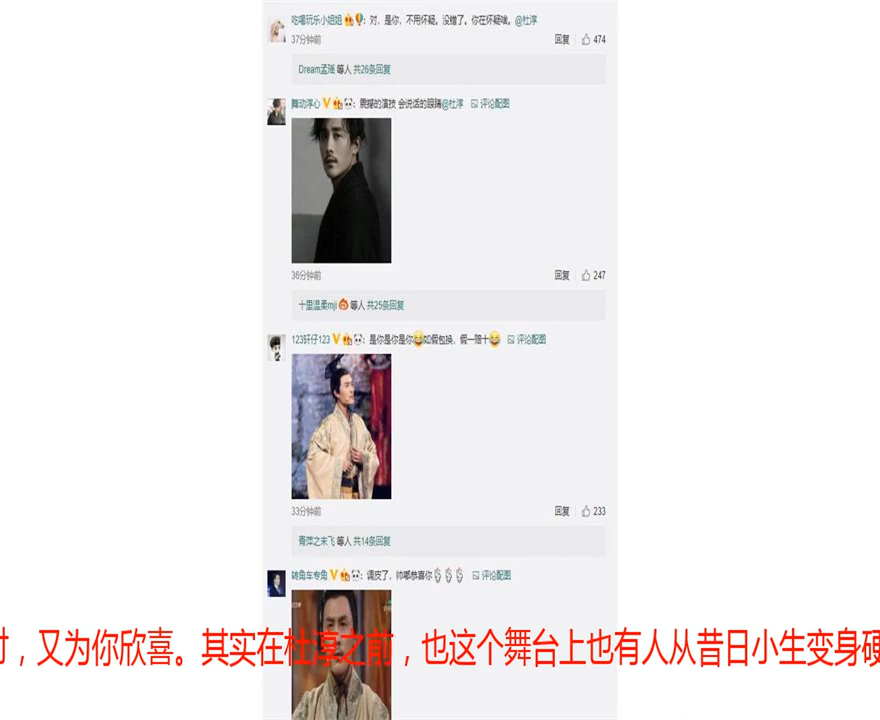 吃喝玩乐小姐姐：对，是你，不用怀疑。没错了。你在怀疑啥。@杜淳
37分钟前
回复 474
Dream孟瑶 等人 共26条回复
舞动淳心：震撼的演技 会说话的眼睛@杜淳 评论配图
36分钟前
回复 247
十里温柔mji 等人 共25条回复
123轩仔123：是你是你是你如假包换，假一赔十 评论配图
33分钟前
回复 233
青萍之末飞 等人 共14条回复
转角车专角：调皮了，帅嘟恭喜你 评论配图
，又为你欣喜。其实在杜淳之前，也这个舞台上也有人从昔日小生变身硬